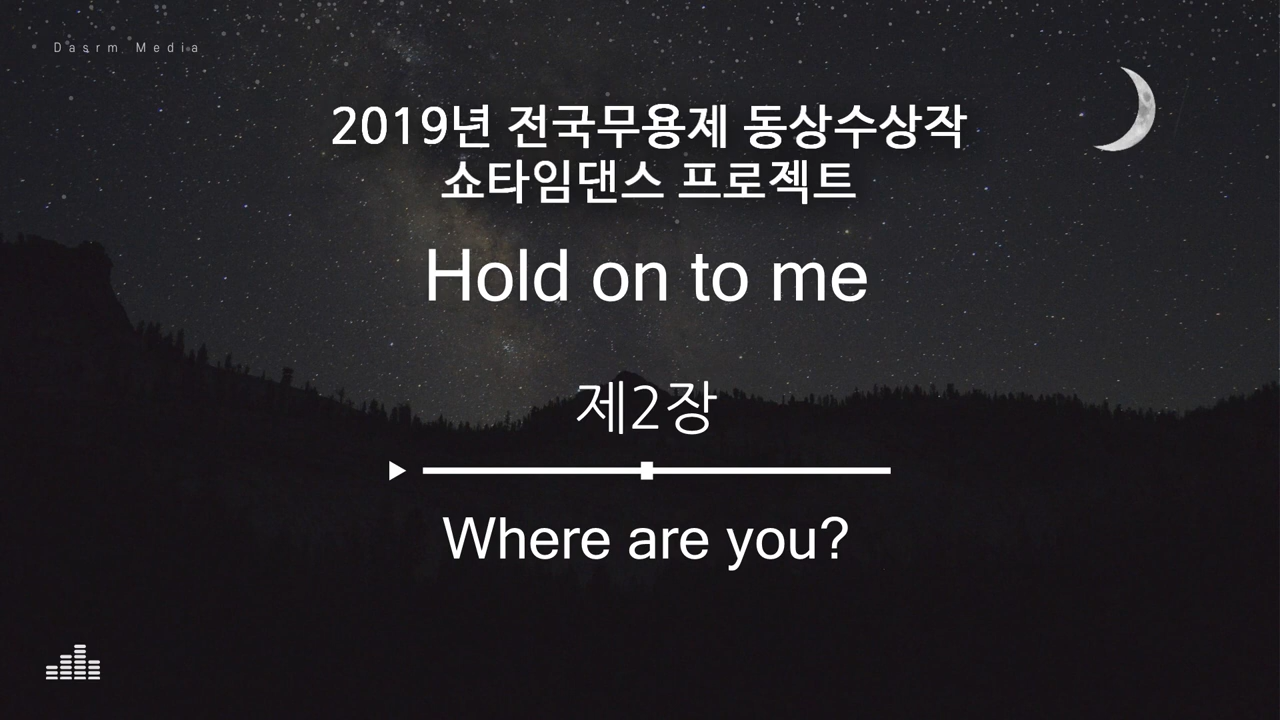 Dasrm Media
2019년 전국무용제 동상수상작
쇼타임댄스 프로젝트
Hold on to me
제2장
Where are you?